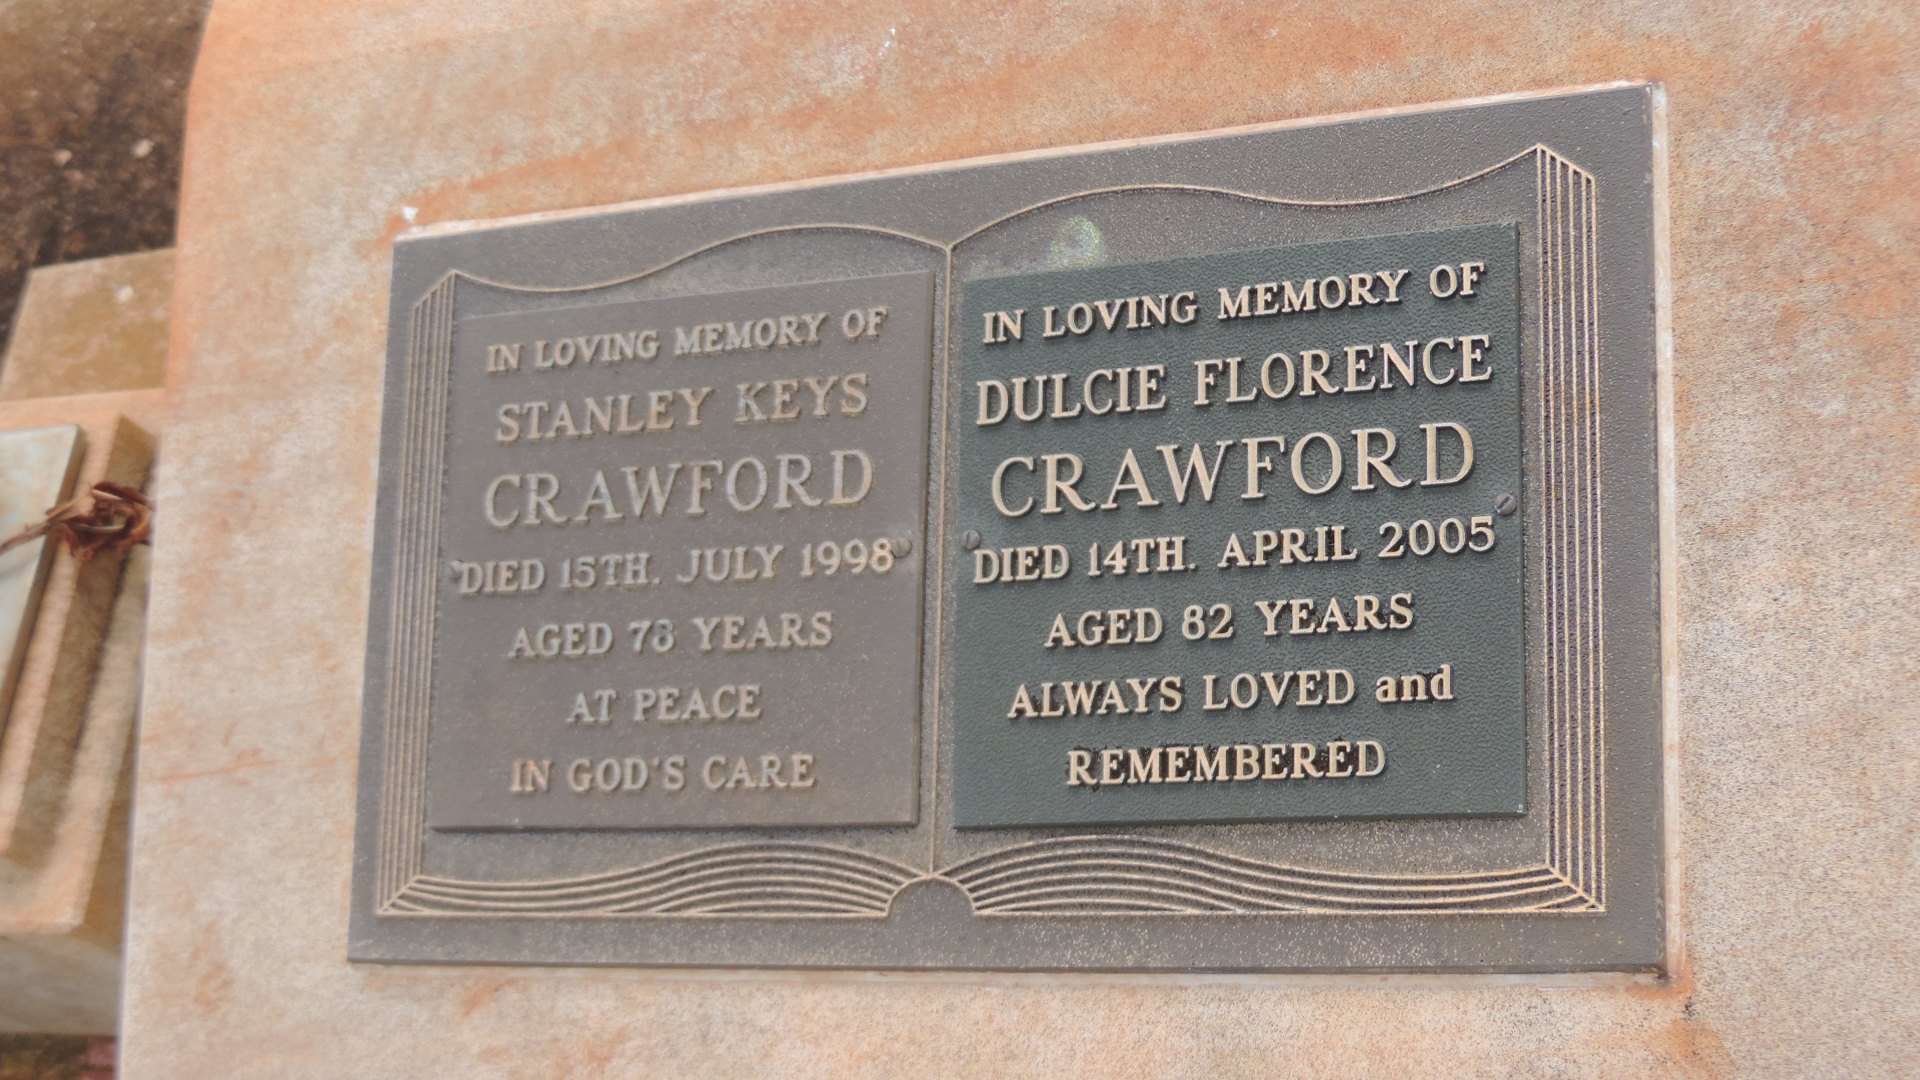 IN LOVING MEMORY OF
STANLEY KEYS
CRAWFORD
DIED 15TH. JULY 1998
AGED 78 YEARS
AT PEACE
IN GOD'S CARE
IN LOVING MEMORY OF
DULCIE FLORENCE
CRAWFORD
DIED 14TH. APRIL 2005
AGED 82 YEARS
ALWAYS LOVED and
REMEMBERED